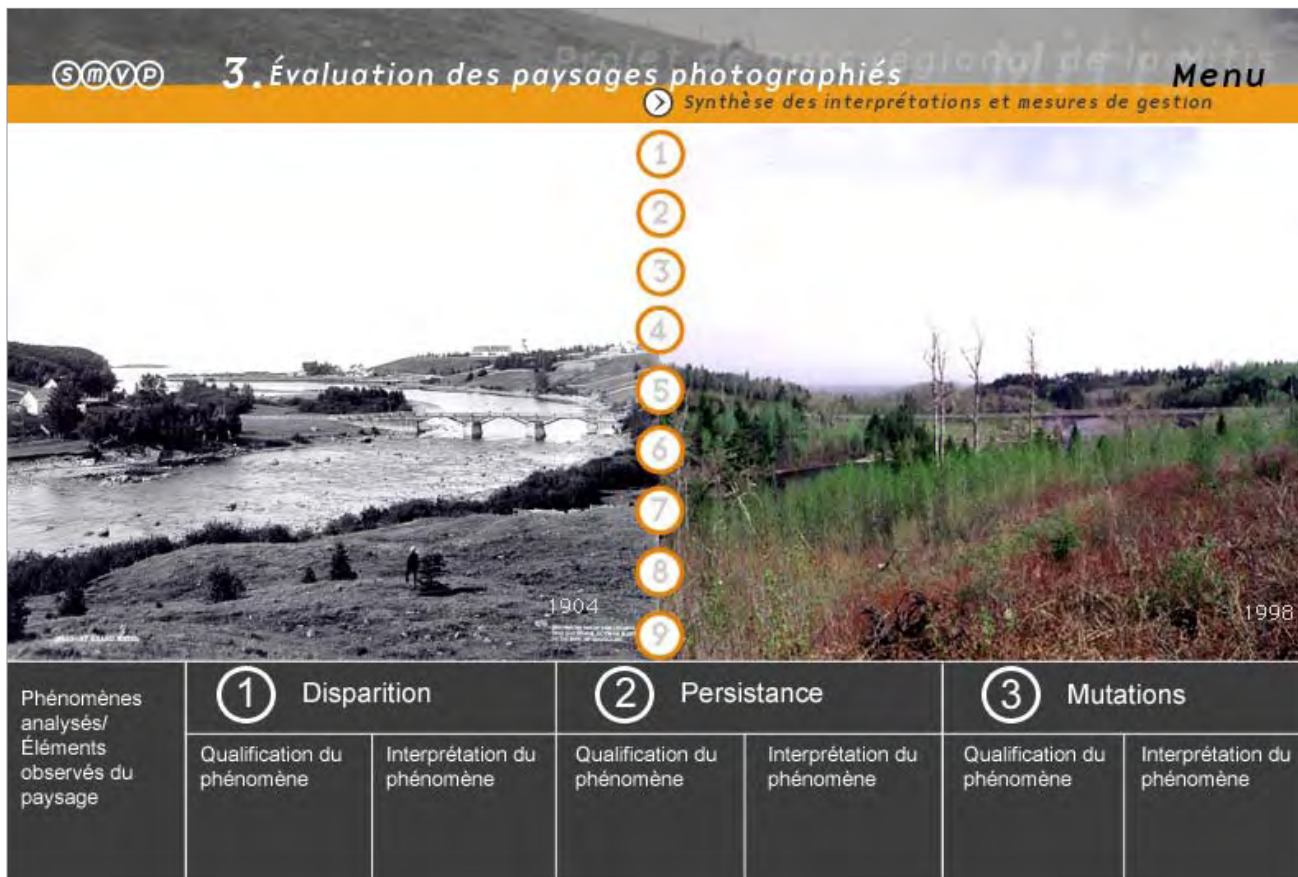 smvp
3. Évaluation des paysages photographiés
Menu
Synthèse des interprétations et mesures de gestion
1
2
3
4
5
6
7
8
9
1904
1998
Phénomènes
analysés/
Éléments
observés du
paysage
1 Disparition
Qualification du
phénomène
Interprétation du
phénomène
2 Persistance
Qualification du
phénomène
Interprétation du
phénomène
3 Mutations
Qualification du
phénomène
Interprétation du
phénomène